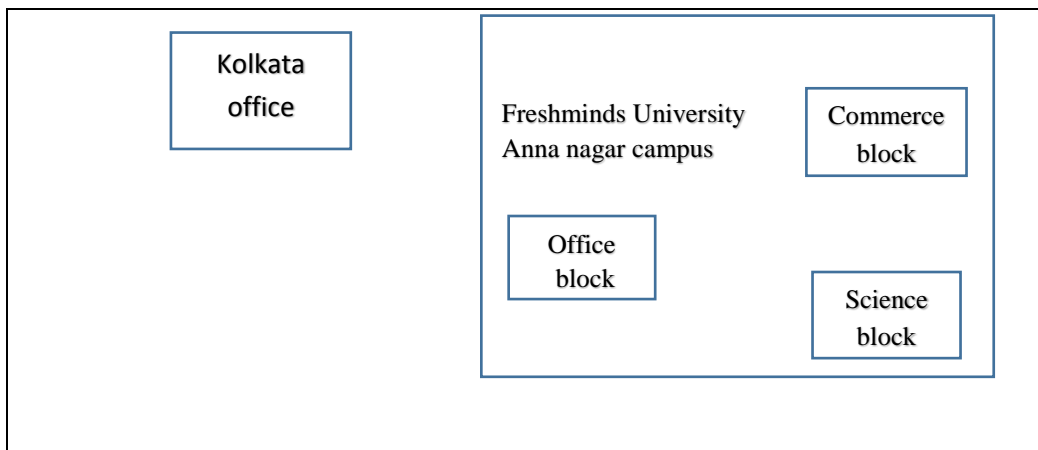 Kolkata
office
Freshminds University
Anna nagar campus
Commerce
block
Office
block
Science
block